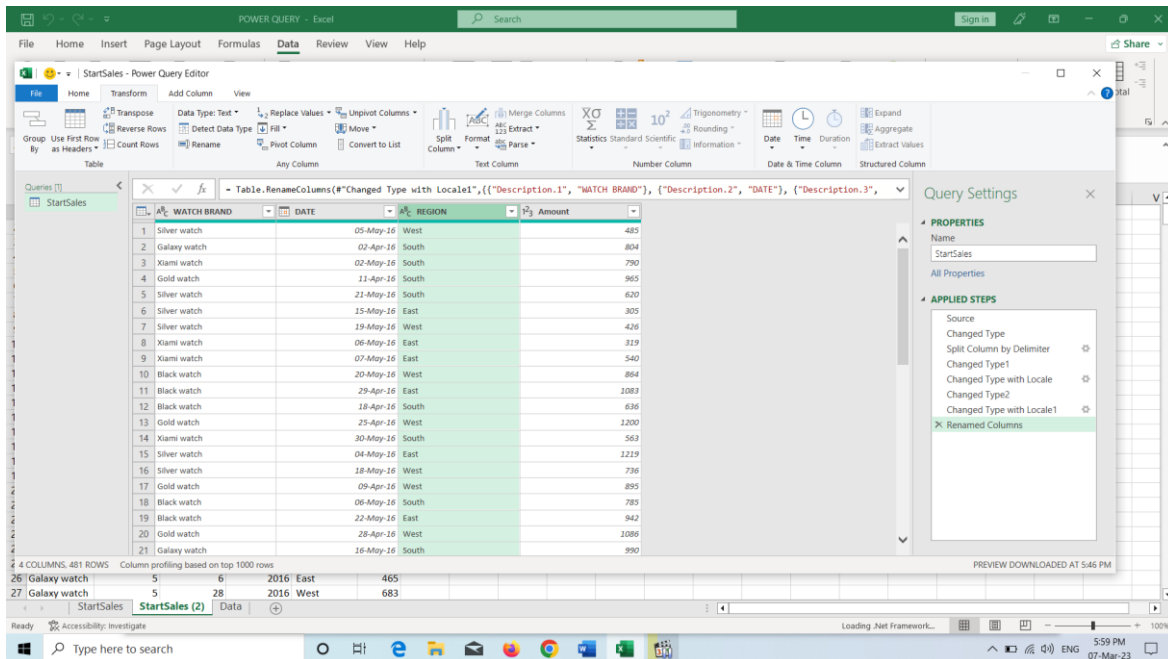 POWER QUERY - Excel Search Sign in
File Home Insert Page Layout Formulas Data Review View Help Share
StartSales - Power Query Editor
File Home Transform Add Column View
Group By
Use First Row as Headers
Transpose
Reverse Rows
Count Rows
Table
Data Type: Text
Detect Data Type
Rename
Replace Values
Fill
Pivot Column
Unpivot Columns
Move
Convert to List
Any Column
Split Column
Format
Merge Columns
Extract
Parse
Text Column
Statistics Standard Scientific
Trigonometry
Rounding
Information
Number Column
Date Time Duration
Date & Time Column
Expand
Aggregate
Extract Values
Structured Column
Queries [1]
StartSales
fx = Table.RenameColumns(#"Changed Type with Locale1",{{"Description.1", "WATCH BRAND"}, {"Description.2", "DATE"}, {"Description.3",
WATCH BRAND DATE REGION Amount
1 Silver watch 05-May-16 West 485
2 Galaxy watch 02-Apr-16 South 804
3 Xiami watch 02-May-16 South 790
4 Gold watch 11-Apr-16 South 965
5 Silver watch 21-May-16 South 620
6 Silver watch 15-May-16 East 305
7 Silver watch 19-May-16 West 426
8 Xiami watch 06-May-16 East 319
9 Xiami watch 07-May-16 East 540
10 Black watch 20-May-16 West 864
11 Black watch 29-Apr-16 East 1083
12 Black watch 18-Apr-16 South 636
13 Gold watch 25-Apr-16 West 1200
14 Xiami watch 30-May-16 South 563
15 Silver watch 04-May-16 East 1219
16 Silver watch 18-May-16 West 736
17 Gold watch 09-Apr-16 West 895
18 Black watch 06-May-16 South 785
19 Black watch 22-May-16 East 942
20 Gold watch 28-Apr-16 West 1086
21 Galaxy watch 16-May-16 South 990
Query Settings
PROPERTIES
Name
StartSales
All Properties
APPLIED STEPS
Source
Changed Type
Split Column by Delimiter
Changed Type1
Changed Type with Locale
Changed Type2
Changed Type with Locale1
Renamed Columns
4 COLUMNS, 481 ROWS Column profiling based on top 1000 rows PREVIEW DOWNLOADED AT 5:46 PM
26 Galaxy watch 5 6 2016 East 465
27 Galaxy watch 5 28 2016 West 683
StartSales StartSales (2) Data
Ready Accessibility: Investigate Loading .Net Framework... 100%
Type here to search ENG 5:59 PM
07-Mar-23